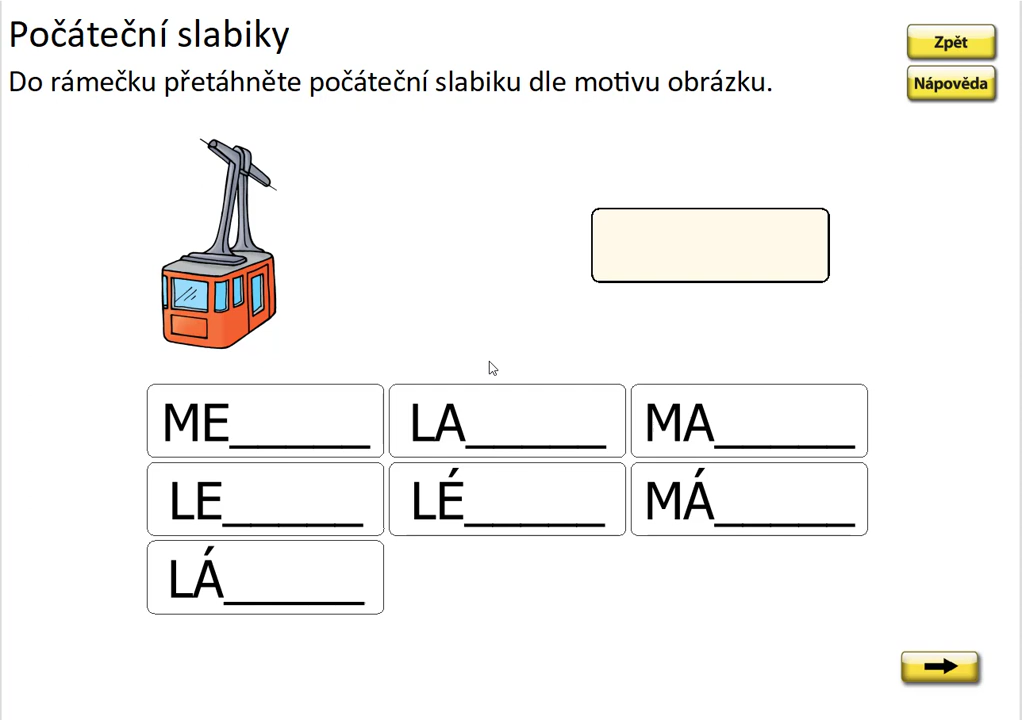 Počáteční slabiky
Zpět
Do rámečku přetáhněte počáteční slabiku dle motivu obrázku.
Nápověda
ME_____ LA_____ MA_____
LE_____ LÉ_____ MÁ_____
LÁ_____